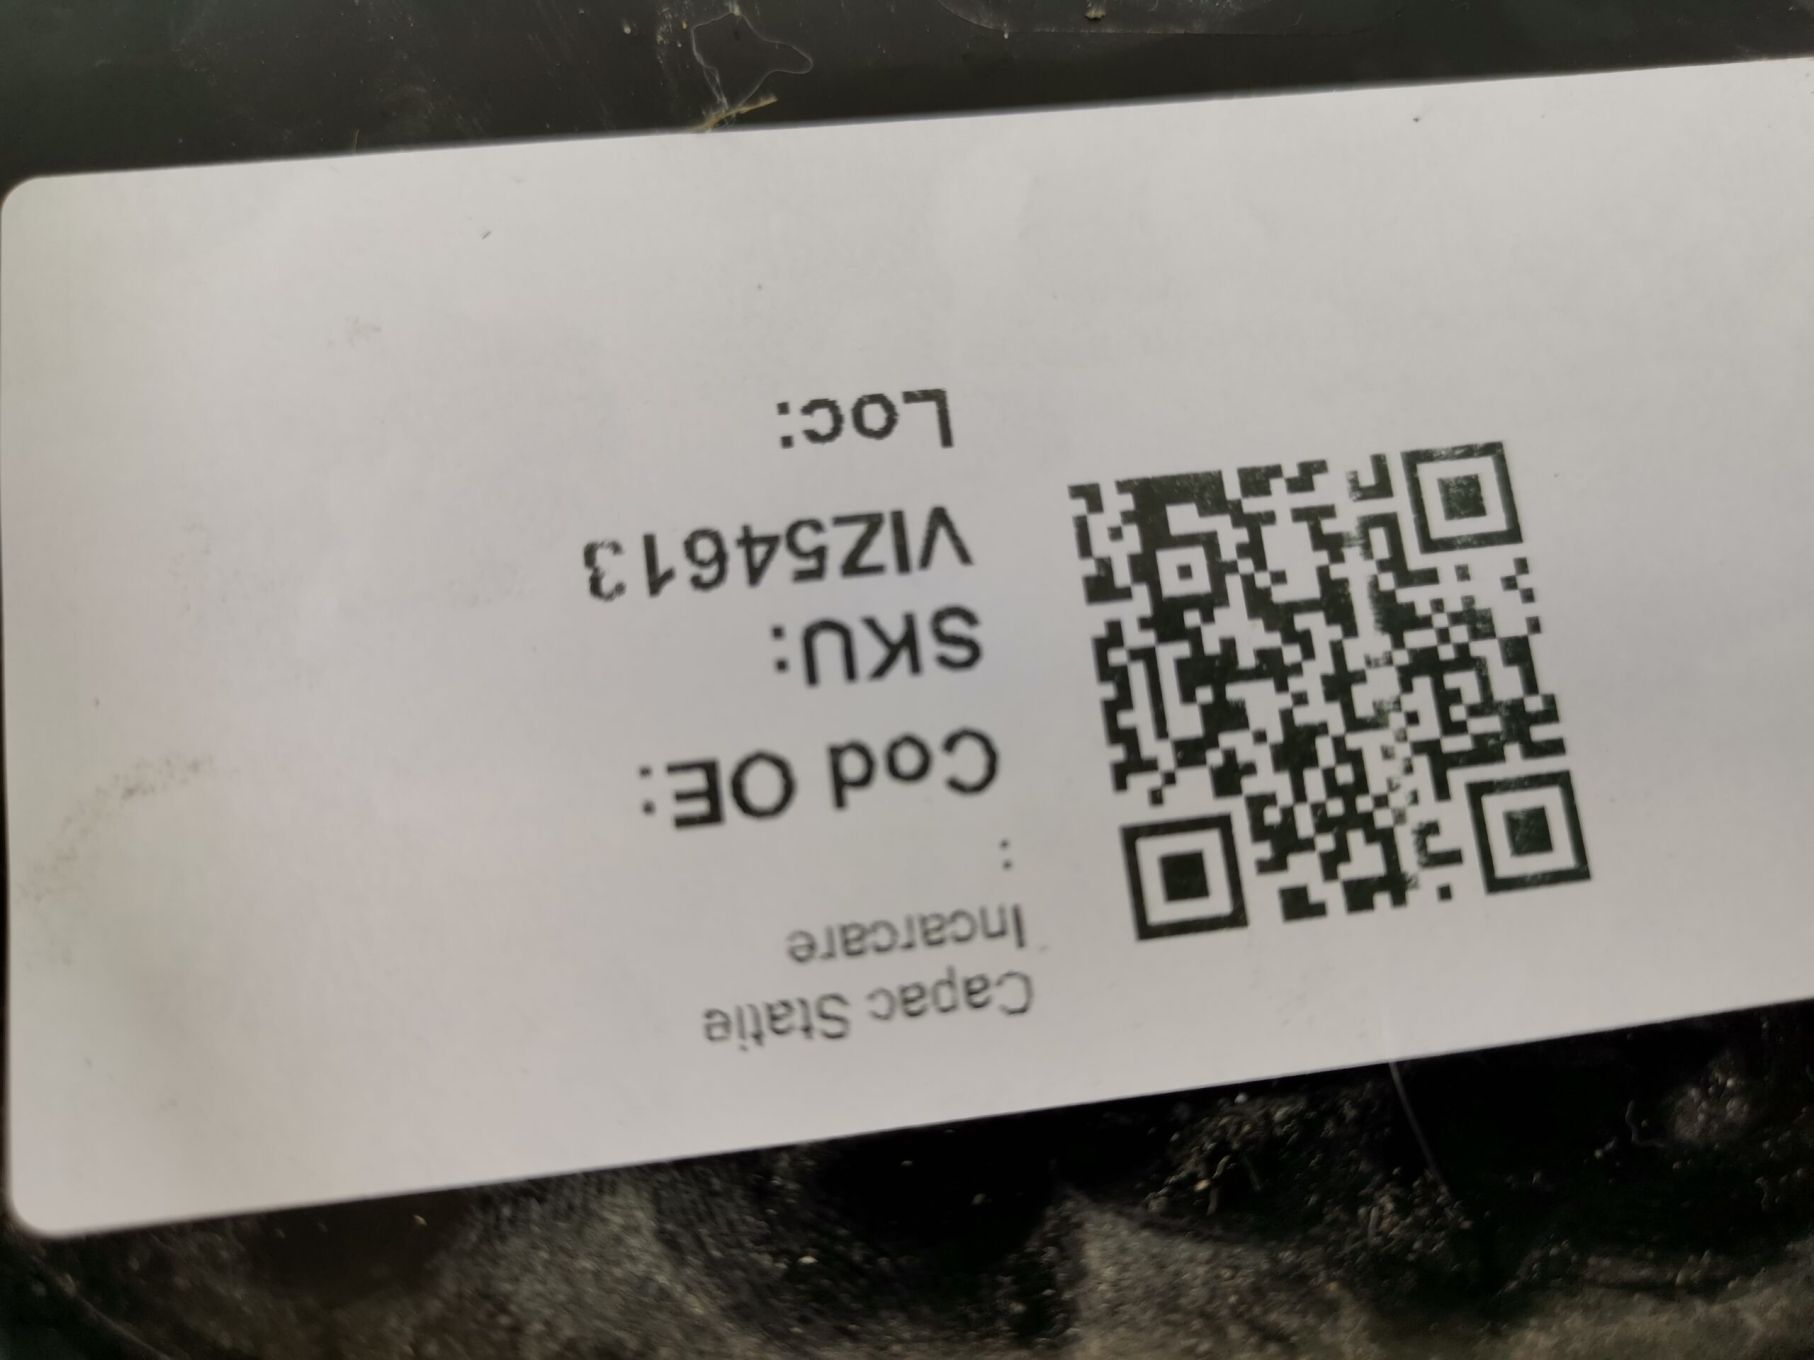 Capac Statie
Incarcare
:
Cod OE:
SKU:
VIZ54613
Loc: